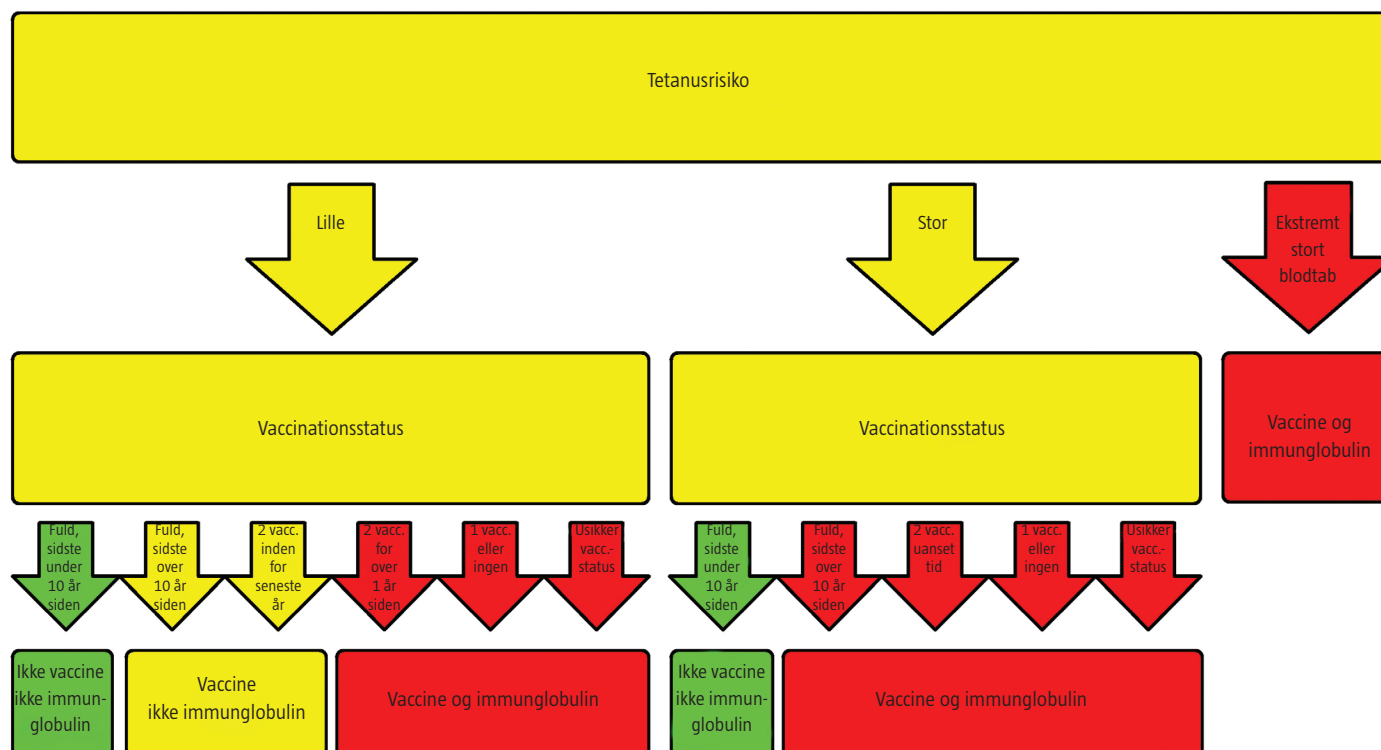 Tetanusrisiko
Lille
Stor
Ekstremt
stort
blodtab
Vaccinationsstatus
Vaccinationsstatus
Vaccine og
immunglobulin
Fuld,
sidste
under
10 år
siden
Fuld,
sidste
over
10 år
siden
2 vacc.
inden
for
seneste
år
2 vacc.
for
over
1 år
siden
1 vacc.
eller
ingen
Usikker
vacc.-
status
Fuld,
sidste
under
10 år
siden
Fuld,
sidste
over
10 år
siden
2 vacc.
uanset
tid
1 vacc.
eller
ingen
Usikker
vacc.-
status
Ikke vaccine
ikke immun-
globulin
Vaccine
ikke immunglobulin
Vaccine og immunglobulin
Ikke vaccine
ikke immun-
globulin
Vaccine og immunglobulin